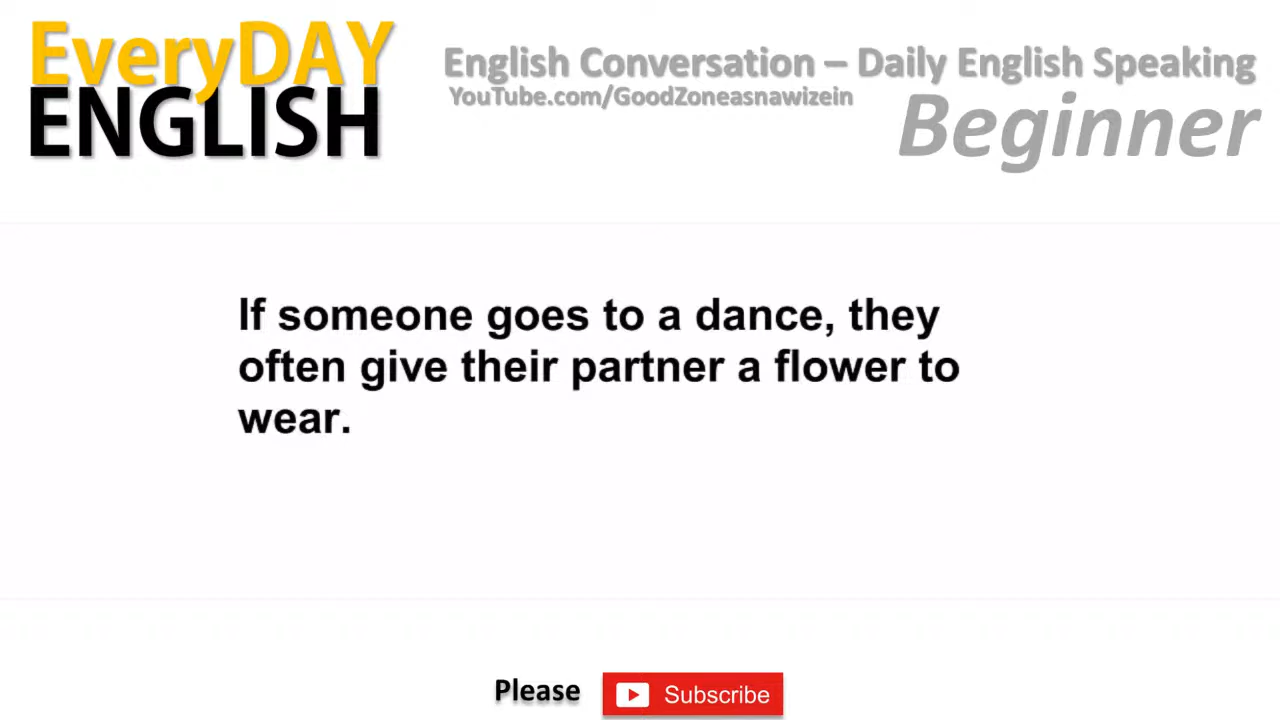 EveryDAY
ENGLISH
English Conversation – Daily English Speaking
YouTube.com/GoodZoneasnawizein
Beginner
If someone goes to a dance, they
often give their partner a flower to
wear.
Please
Subscribe